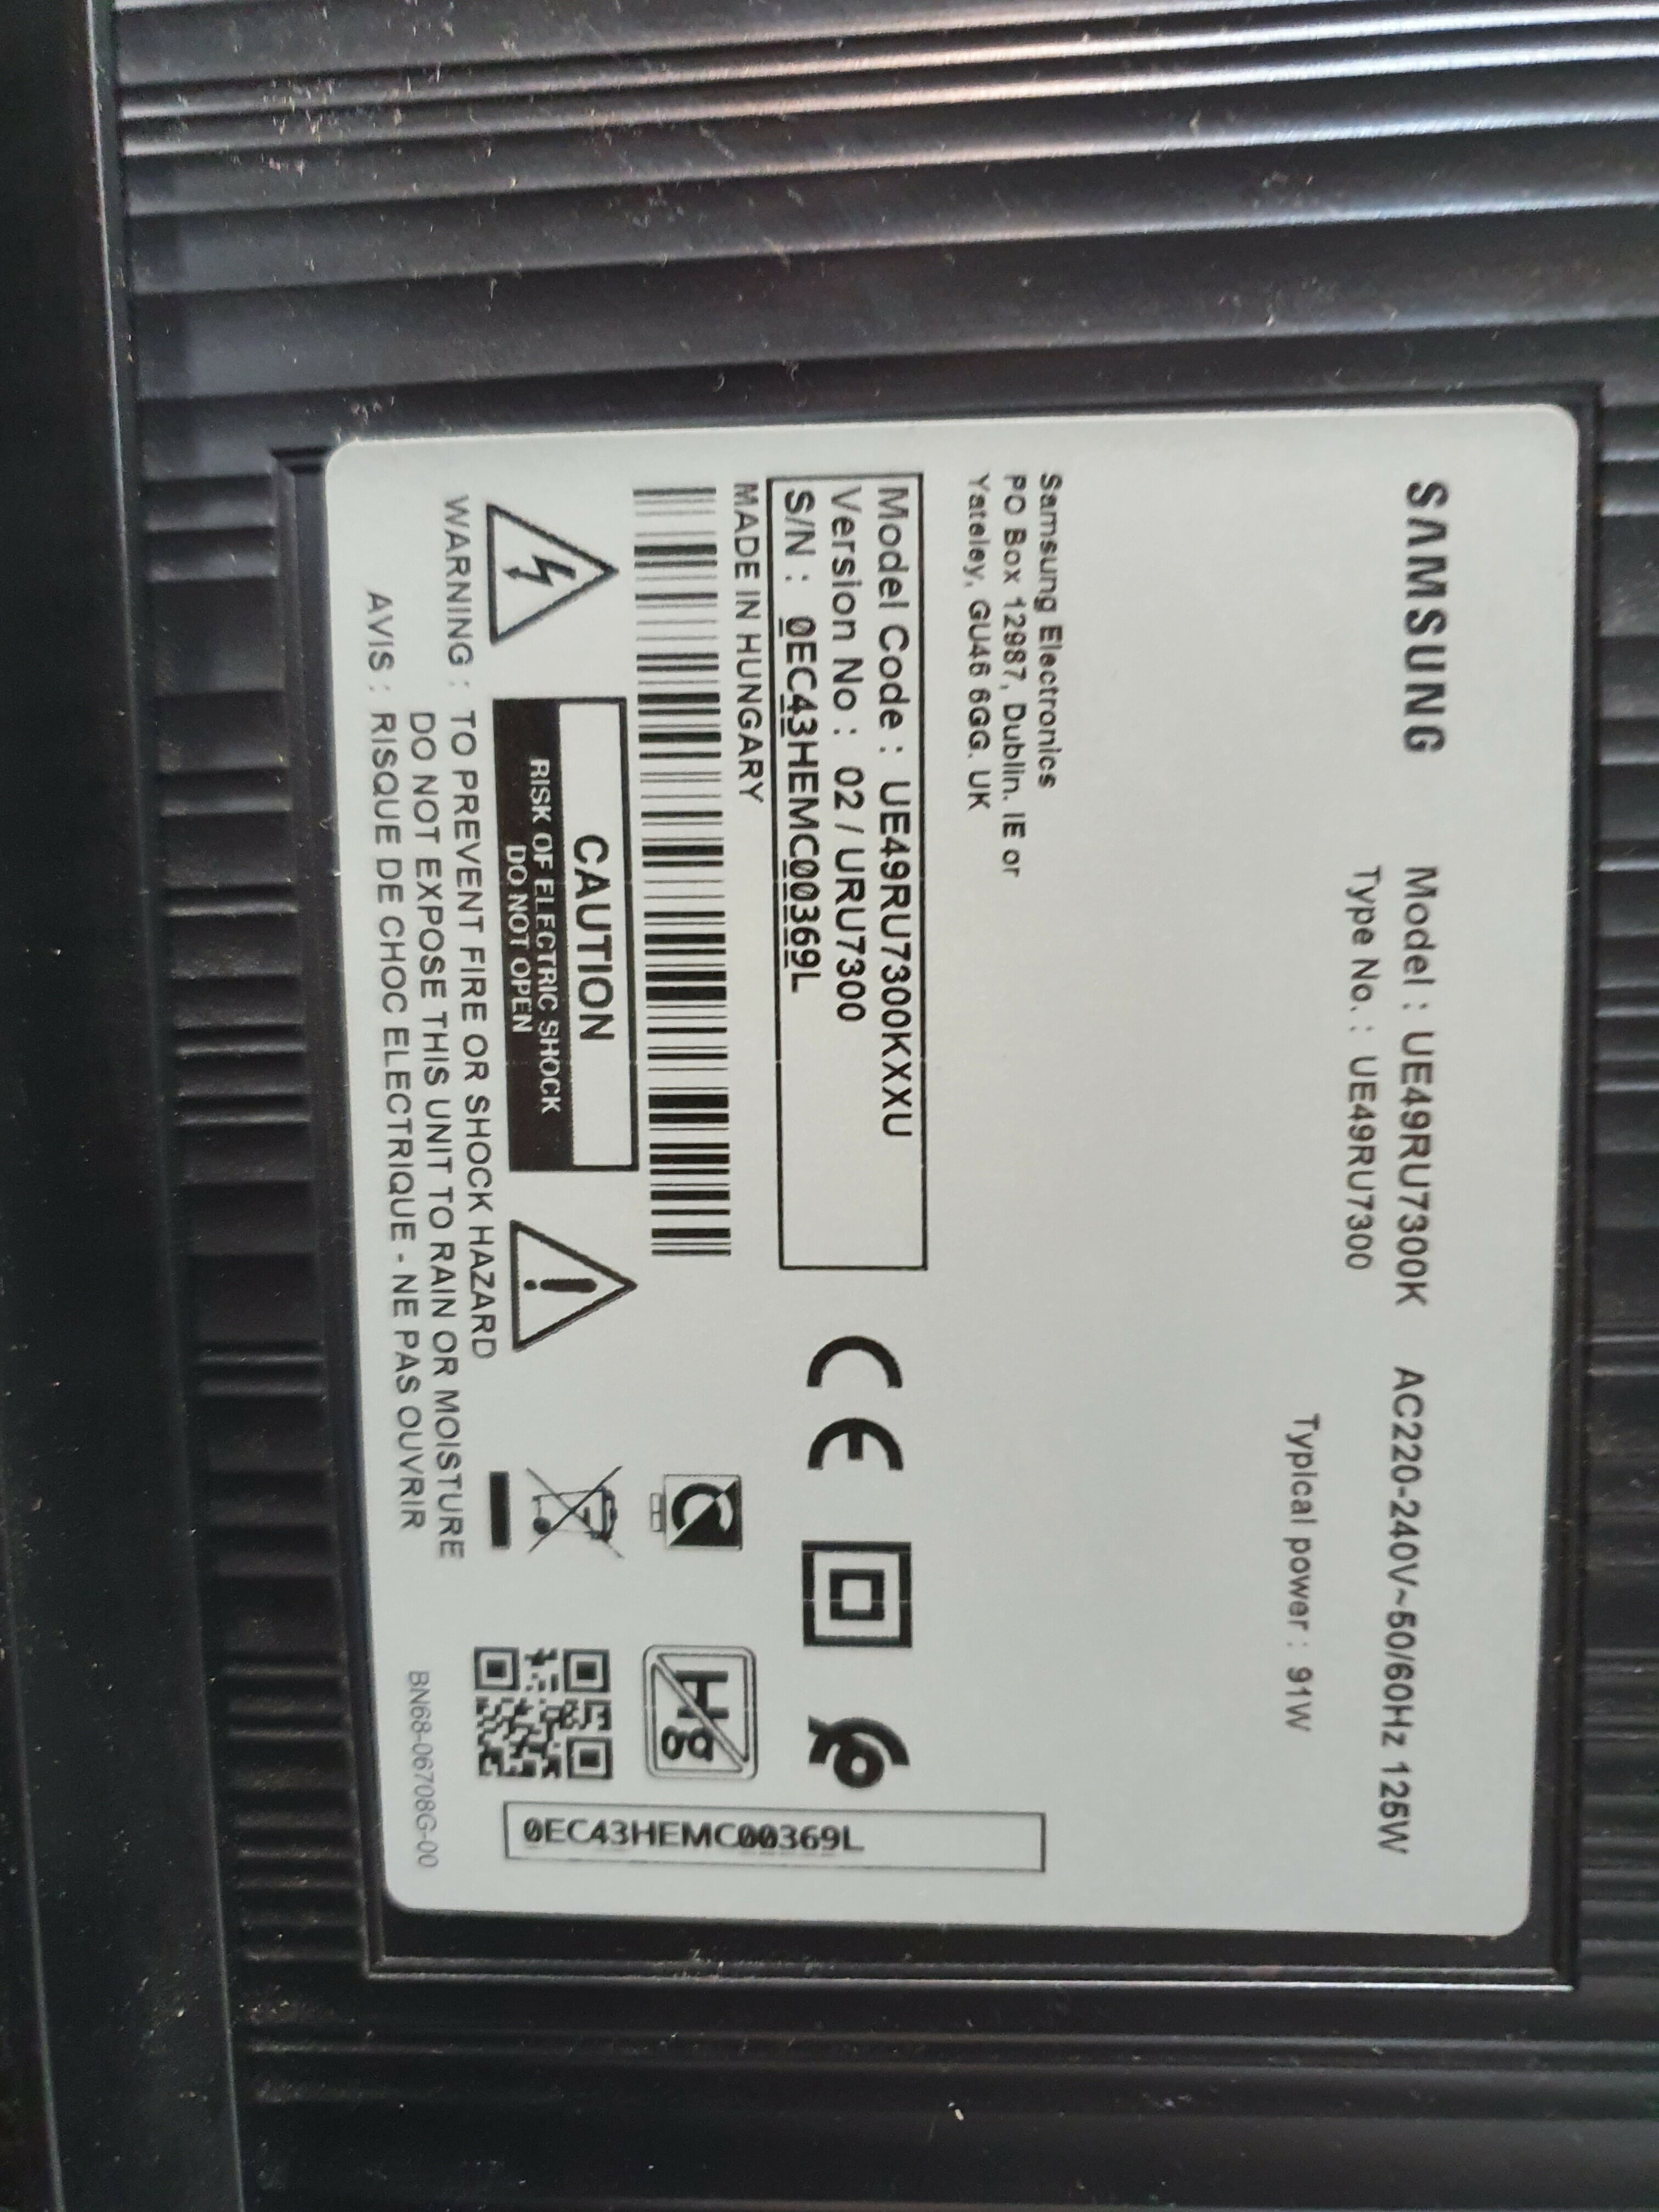 SAMSUNG
Model : UE49RU7300K AC220-240V~50/60Hz 125W
Type No. : UE49RU7300
Typical power : 91W
Samsung Electronics
PO Box 12987, Dublin. IE or
Yateley, GU46 6GG. UK
Model Code : UE49RU7300KXXU
Version No : 02 / URU7300
S/N : 0EC43HEMC00369L
MADE IN HUNGARY
CE
Hg
CAUTION
RISK OF ELECTRIC SHOCK
DO NOT OPEN
WARNING : TO PREVENT FIRE OR SHOCK HAZARD
DO NOT EXPOSE THIS UNIT TO RAIN OR MOISTURE
AVIS : RISQUE DE CHOC ELECTRIQUE - NE PAS OUVRIR
0EC43HEMC00369L
BN68-06708G-00